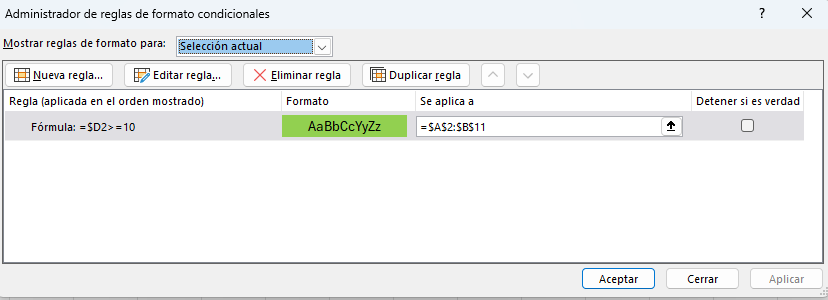 Administrador de reglas de formato condicionales ? ×
Mostrar reglas de formato para: Selección actual
Nueva regla... Editar regla... Eliminar regla Duplicar regla
Regla (aplicada en el orden mostrado) Formato Se aplica a Detener si es verdad
Fórmula: =$D2>=10 AaBbCcYyZz =$A$2:$B$11
Aceptar Cerrar Aplicar